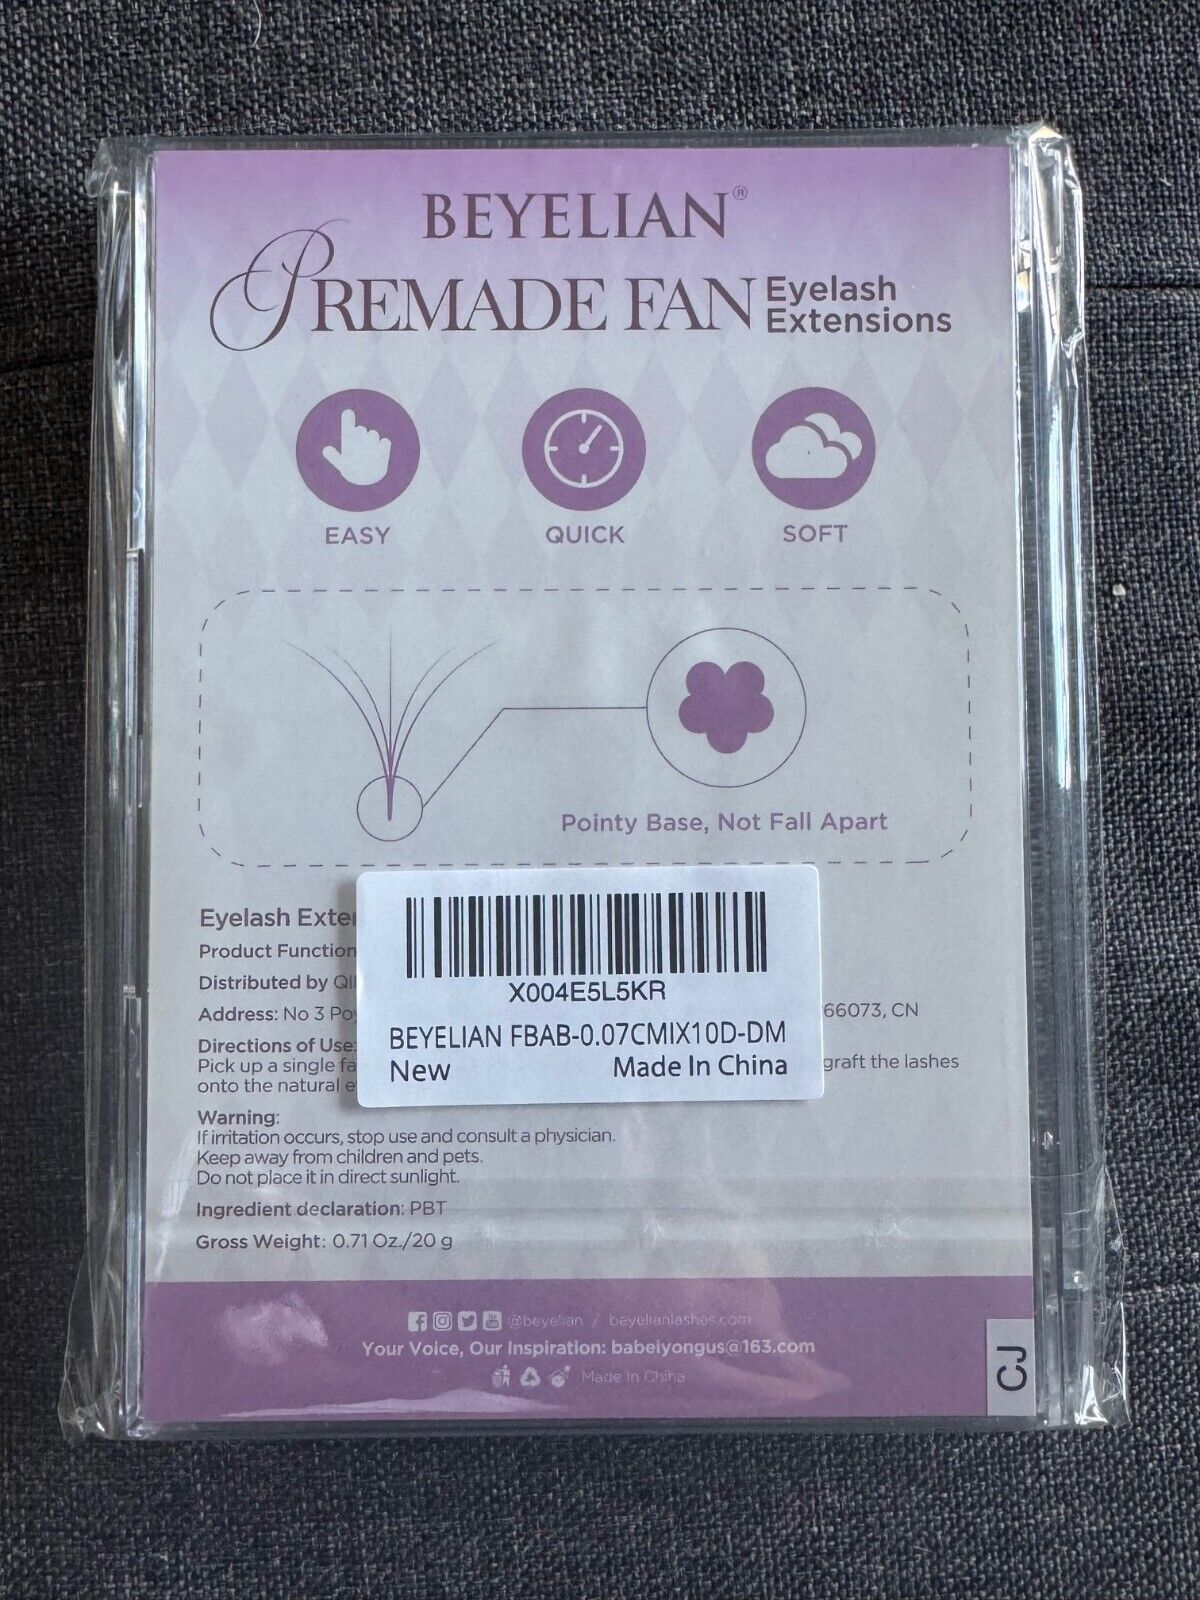 BEYELIAN®
PREMADE FAN Eyelash Extensions
EASY
QUICK
SOFT
Pointy Base, Not Fall Apart
Eyelash
Product Function
Distributed by
Address: No 3
66073, CN
Directions of Use:
Pick up a single
graft the lashes
onto the natural
X004E5L5KR
BEYELIAN FBAB-0.07CMIX10D-DM
New Made In China
Warning:
If irritation occurs, stop use and consult a physician.
Keep away from children and pets.
Do not place it in direct sunlight.
Ingredient declaration: PBT
Gross Weight: 0.71 Oz./20 g
@beyelian / beyelianlashes.com
Your Voice, Our Inspiration: babeiyongus@163.com
Made In China
CJ